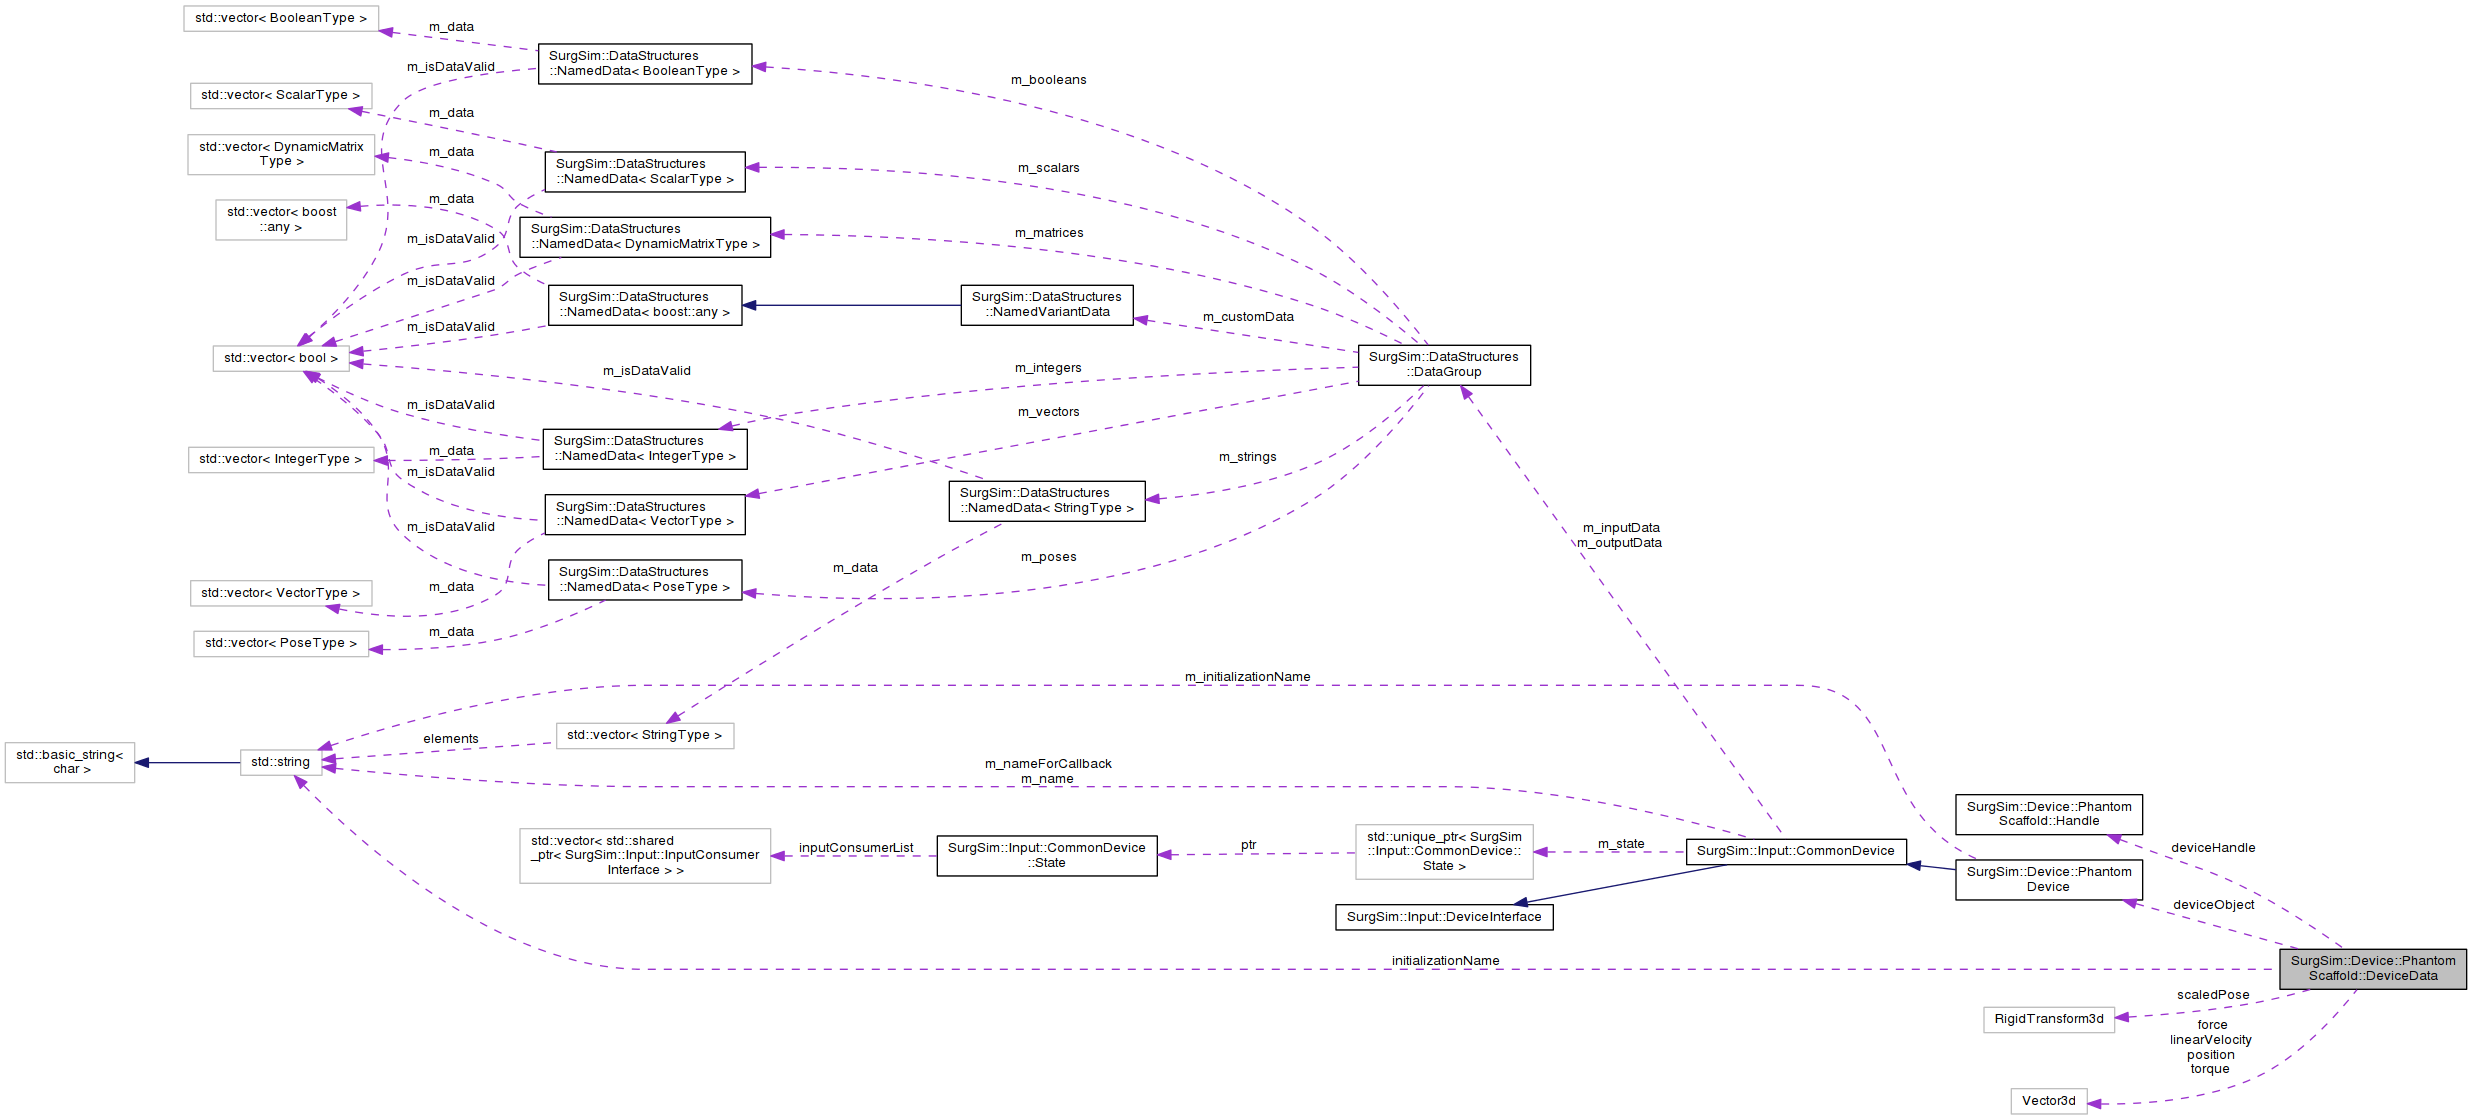 std::vector< BooleanType >
m_data
SurgSim::DataStructures
::NamedData< BooleanType >
m_isDataValid
m_booleans
std::vector< ScalarType >
m_data
std::vector< DynamicMatrix
Type >
m_data
SurgSim::DataStructures
::NamedData< ScalarType >
m_scalars
std::vector< boost
::any >
m_data
SurgSim::DataStructures
::NamedData< DynamicMatrixType >
m_isDataValid
m_matrices
m_isDataValid
SurgSim::DataStructures
::NamedData< boost::any >
SurgSim::DataStructures
::NamedVariantData
m_customData
m_isDataValid
std::vector< bool >
m_isDataValid
m_integers
SurgSim::DataStructures
::DataGroup
m_isDataValid
m_vectors
SurgSim::DataStructures
::NamedData< IntegerType >
std::vector< IntegerType >
m_data
m_isDataValid
m_strings
SurgSim::DataStructures
::NamedData< VectorType >
SurgSim::DataStructures
::NamedData< StringType >
m_isDataValid
m_inputData
m_outputData
m_poses
m_data
SurgSim::DataStructures
::NamedData< PoseType >
std::vector< VectorType >
m_data
std::vector< PoseType >
m_data
m_initializationName
std::vector< StringType >
elements
std::basic_string<
char >
std::string
m_nameForCallback
m_name
std::vector< std::shared
_ptr< SurgSim::Input::InputConsumer
Interface > >
inputConsumerList
SurgSim::Input::CommonDevice
::State
ptr
std::unique_ptr< SurgSim
::Input::CommonDevice::
State >
m_state
SurgSim::Input::CommonDevice
SurgSim::Device::Phantom
Scaffold::Handle
deviceHandle
SurgSim::Device::Phantom
Device
SurgSim::Input::DeviceInterface
deviceObject
initializationName
SurgSim::Device::Phantom
Scaffold::DeviceData
scaledPose
RigidTransform3d
force
linearVelocity
position
torque
Vector3d